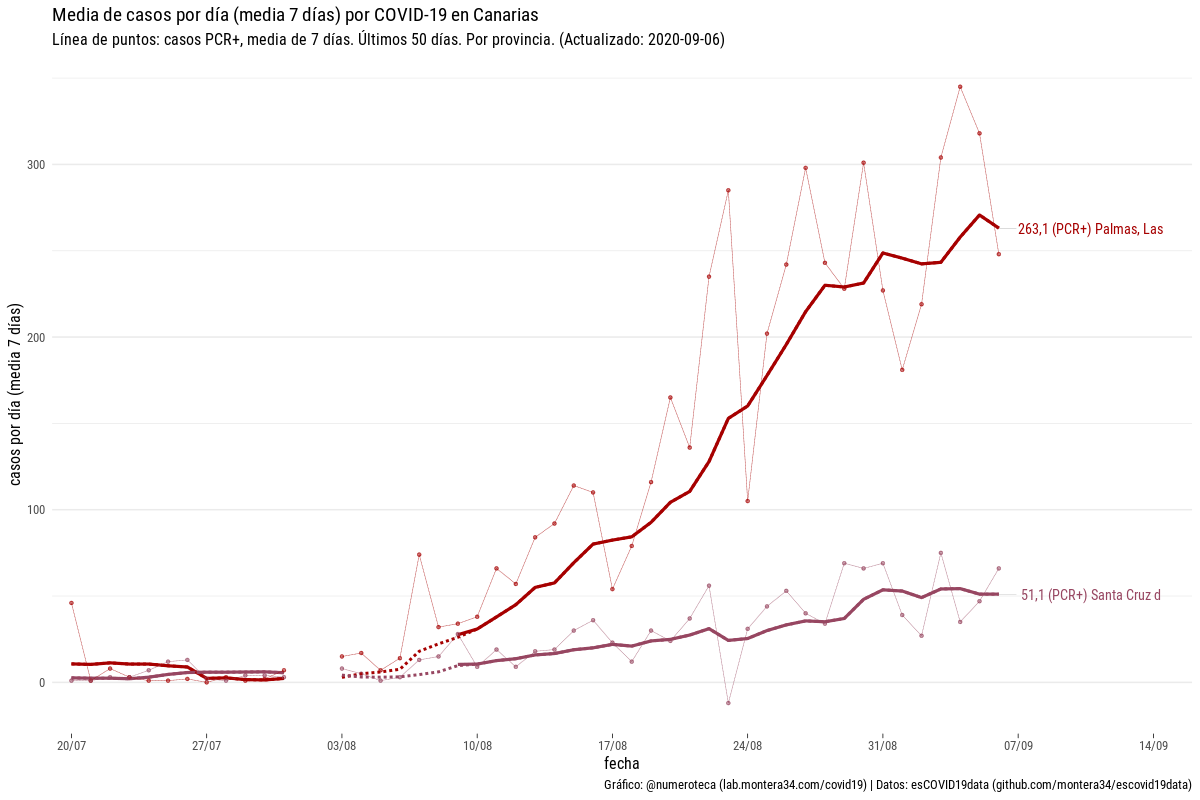 Media de casos por día (media 7 días) por COVID-19 en Canarias
Línea de puntos: casos PCR+, media de 7 días. Últimos 50 días. Por provincia. (Actualizado: 2020-09-06)
casos por día (media 7 días)
300
200
100
0
263,1 (PCR+) Palmas, Las
51,1 (PCR+) Santa Cruz d
20/07 27/07 03/08 10/08 17/08 24/08 31/08 07/09 14/09
fecha
Gráfico: @numeroteca (lab.montera34.com/covid19) | Datos: esCOVID19data (github.com/montera34/escovid19data)